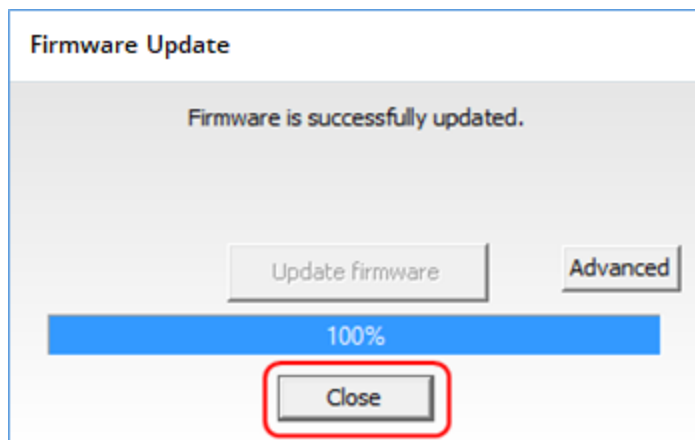 Firmware Update
Firmware is successfully updated.
Update firmware
Advanced
100%
Close